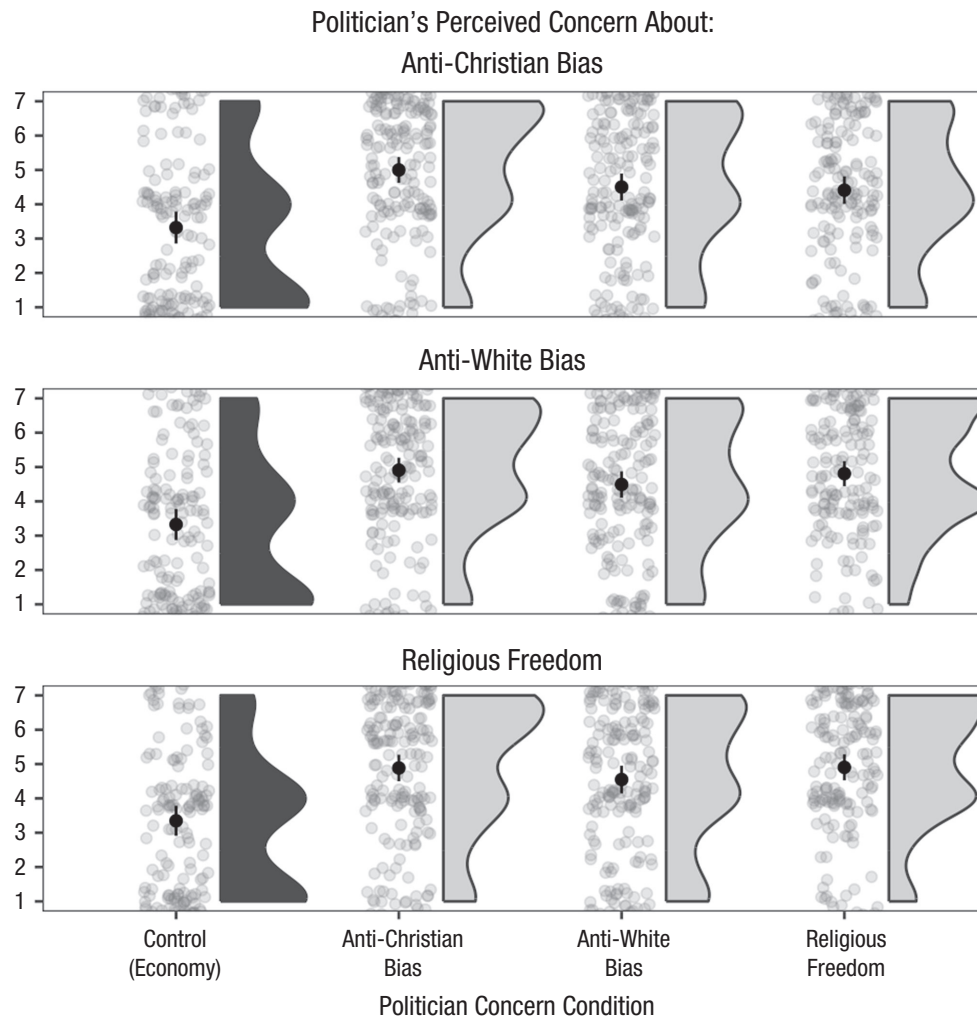 Politician’s Perceived Concern About:
Anti-Christian Bias
7
6
5
4
3
2
1
Anti-White Bias
7
6
5
4
3
2
1
Religious Freedom
7
6
5
4
3
2
1
Control
(Economy)
Anti-Christian
Bias
Anti-White
Bias
Religious
Freedom
Politician Concern Condition